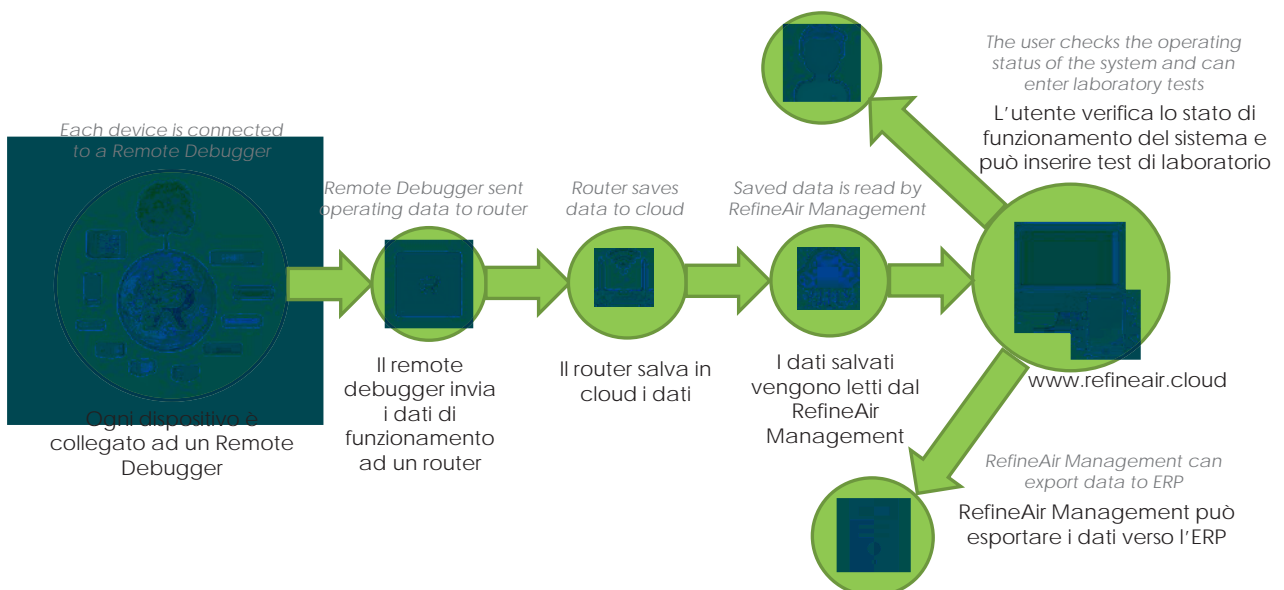 The user checks the operating
status of the system and can
enter laboratory tests
L'utente verifica lo stato di
funzionamento del sistema e
può inserire test di laboratorio
Each device is connected
to a Remote Debugger
Remote Debugger sent
operating data to router
Router saves
data to cloud
Saved data is read by
RefineAir Management
Ogni dispositivo è
collegato ad un Remote
Debugger
Il remote
debugger invia
i dati di
funzionamento
ad un router
Il router salva in
cloud i dati
I dati salvati
vengono letti dal
RefineAir
Management
www.refineair.cloud
RefineAir Management can
export data to ERP
RefineAir Management può
esportare i dati verso l'ERP